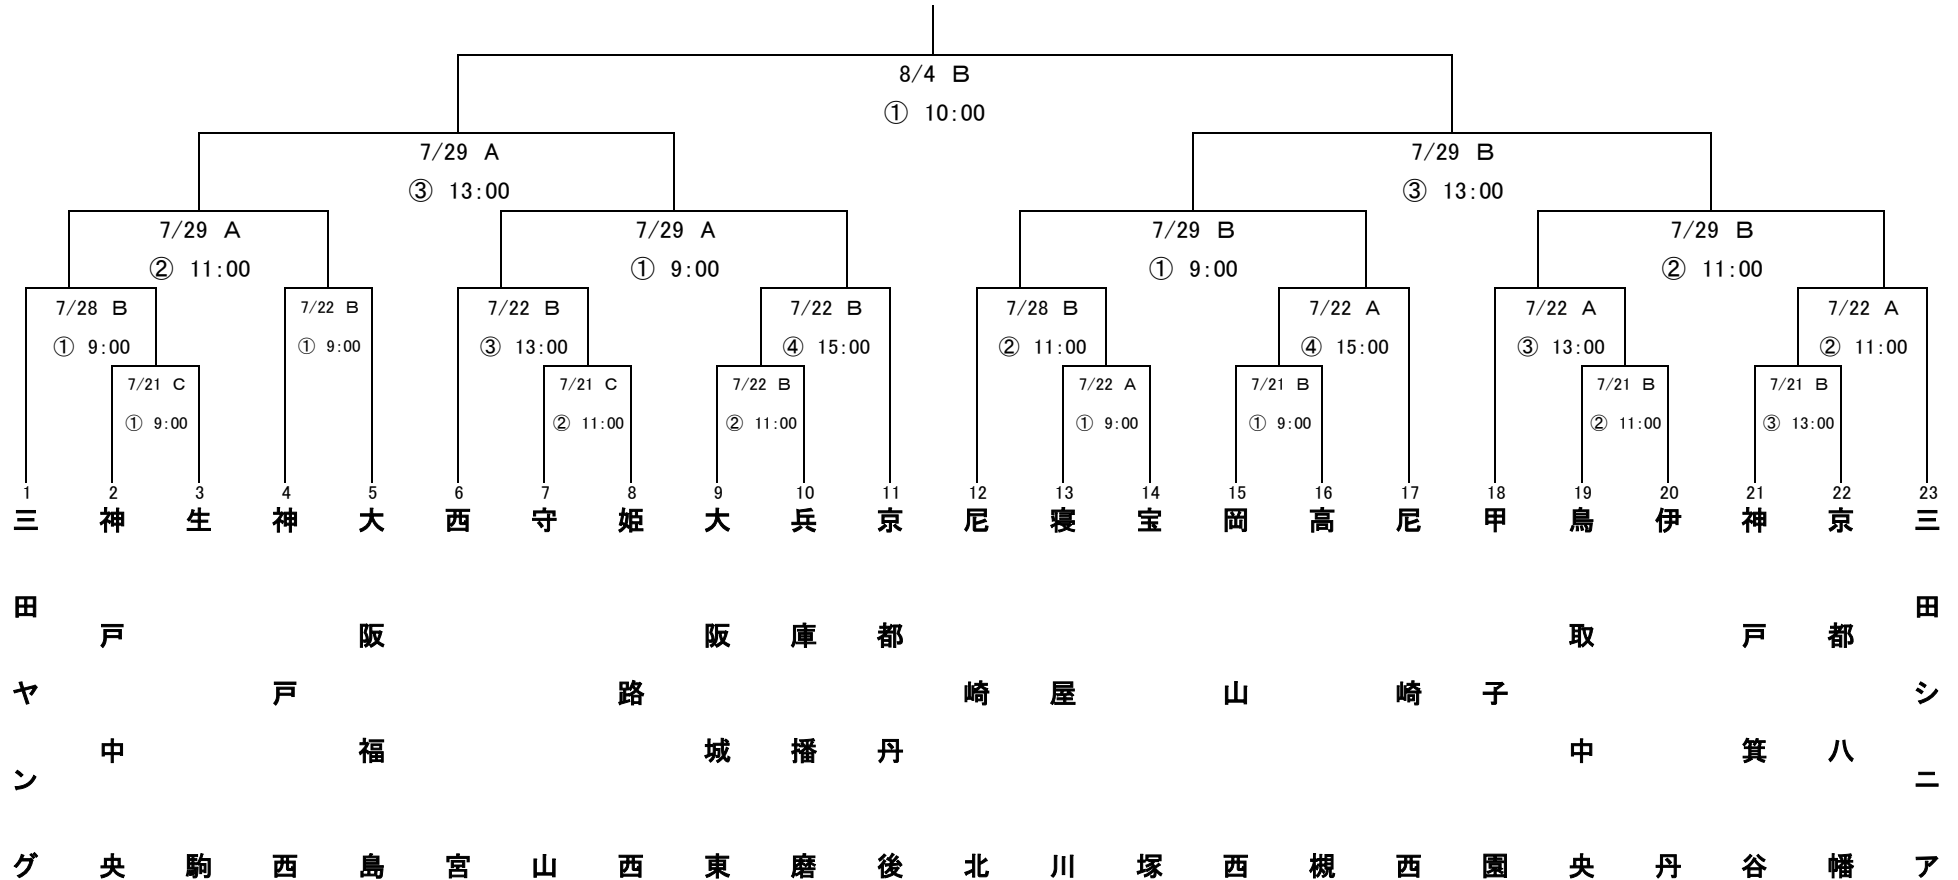 8/4 B
① 10:00
7/29 A
③ 13:00
7/29 B
③ 13:00
7/29 A
② 11:00
7/29 A
① 9:00
7/29 B
① 9:00
7/29 B
② 11:00
7/28 B
① 9:00
7/22 B
① 9:00
7/22 B
③ 13:00
7/22 B
④ 15:00
7/28 B
② 11:00
7/22 A
④ 15:00
7/22 A
③ 13:00
7/22 A
② 11:00
7/21 C
① 9:00
7/21 C
② 11:00
7/22 B
② 11:00
7/22 A
① 9:00
7/21 B
① 9:00
7/21 B
② 11:00
7/21 B
③ 13:00
1
三田ヤング
2
神戸中央
3
生駒
4
神戸西
5
大阪福島
6
西宮
7
守山
8
姫路西
9
大阪城東
10
兵庫播磨
11
京都丹後
12
尼崎北
13
寝屋川
14
宝塚
15
岡山西
16
高槻
17
尼崎西
18
甲子園
19
鳥取中央
20
伊丹
21
神戸箕谷
22
京都八幡
23
三田シニア